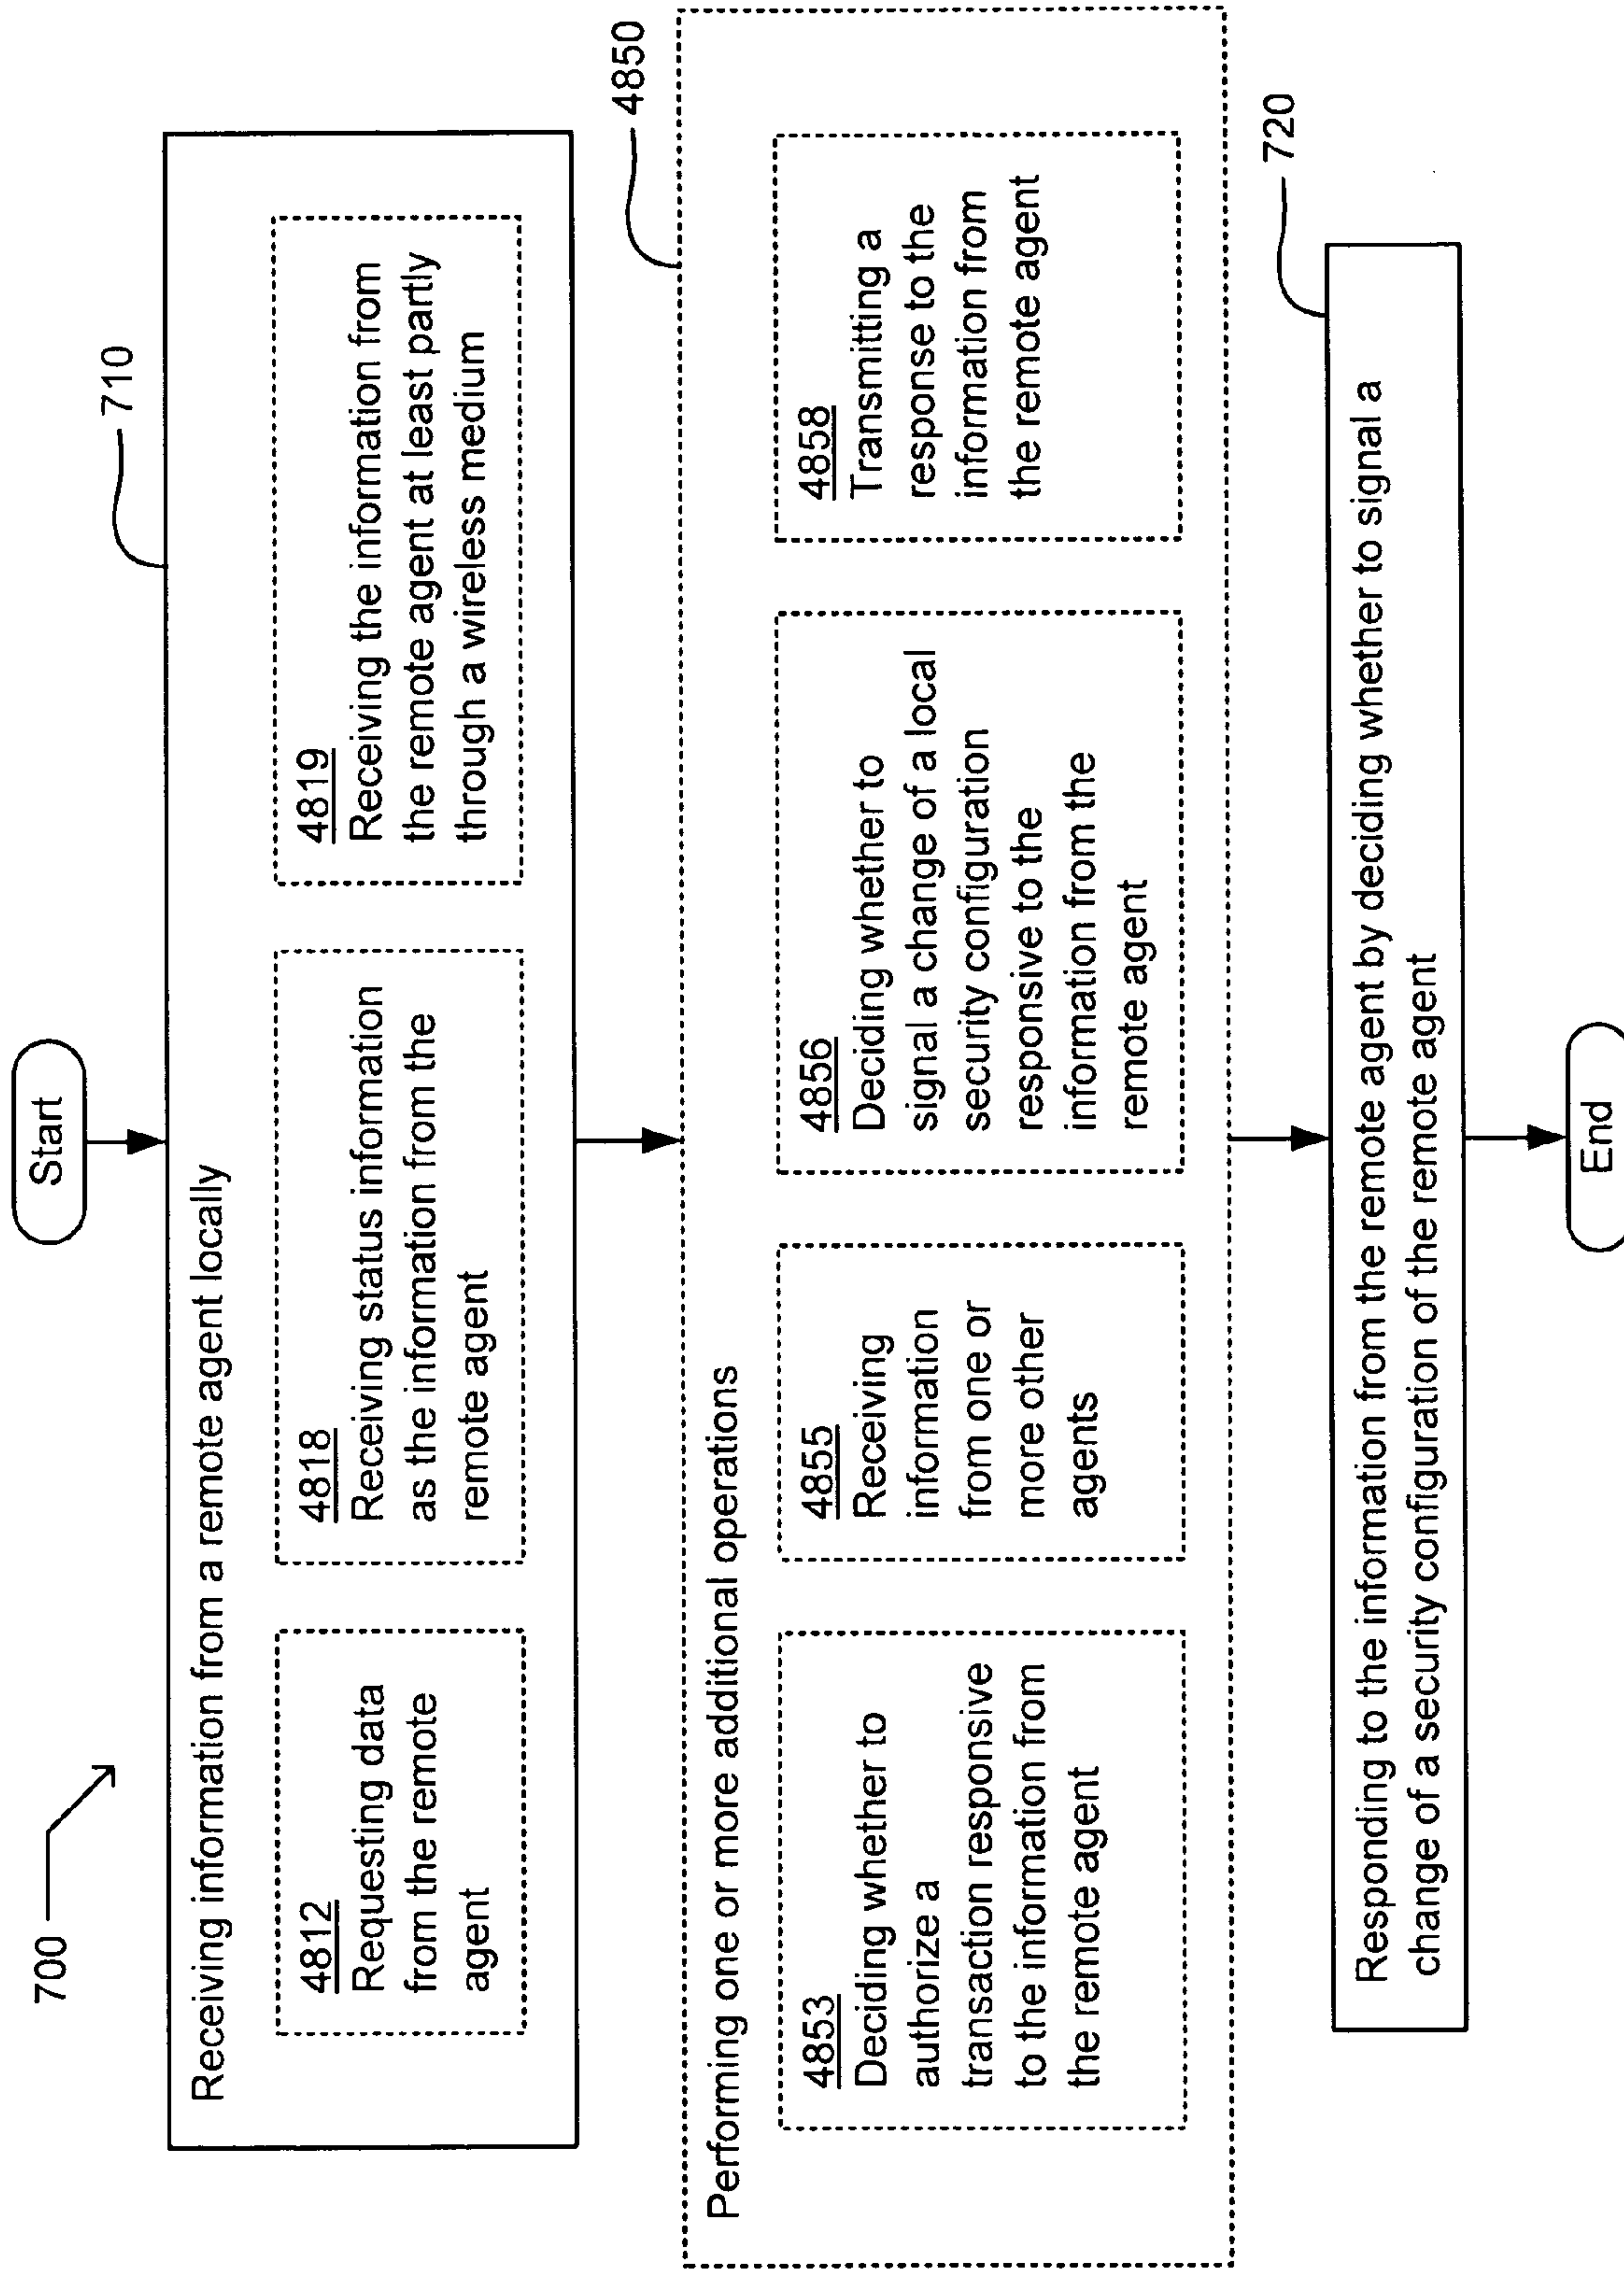 700
Start
710
Receiving information from a remote agent locally
4812
Requesting data
from the remote
agent
4818
Receiving status information
as the information from the
remote agent
4819
Receiving the information from
the remote agent at least partly
through a wireless medium
4850
Performing one or more additional operations
4853
Deciding whether to
authorize a
transaction responsive
to the information from
the remote agent
4855
Receiving
information
from one or
more other
agents
4856
Deciding whether to
signal a change of a local
security configuration
responsive to the
information from the
remote agent
4858
Transmitting a
response to the
information from
the remote agent
720
Responding to the information from the remote agent by deciding whether to signal a
change of a security configuration of the remote agent
End